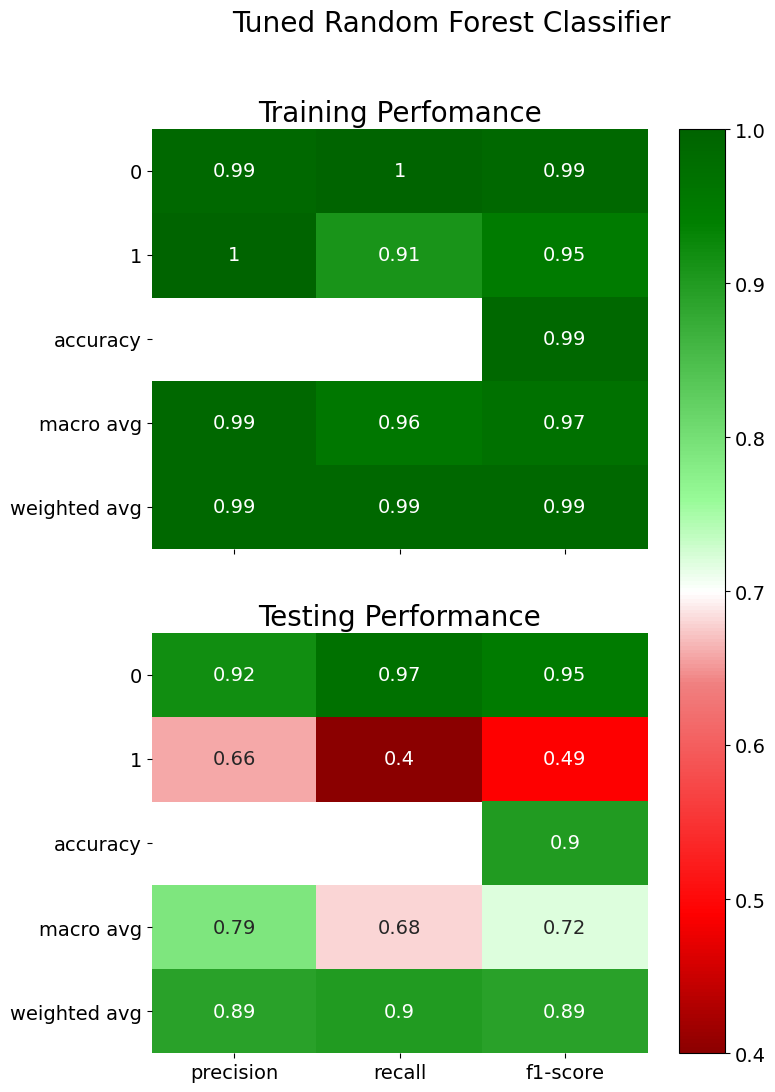 Tuned Random Forest Classifier
Training Perfomance
0 0.99 1 0.99
1 1 0.91 0.95
accuracy 0.99
macro avg 0.99 0.96 0.97
weighted avg 0.99 0.99 0.99
Testing Performance
0 0.92 0.97 0.95
1 0.66 0.4 0.49
accuracy 0.9
macro avg 0.79 0.68 0.72
weighted avg 0.89 0.9 0.89
precision recall f1-score
1.0
0.9
0.8
0.7
0.6
0.5
0.4